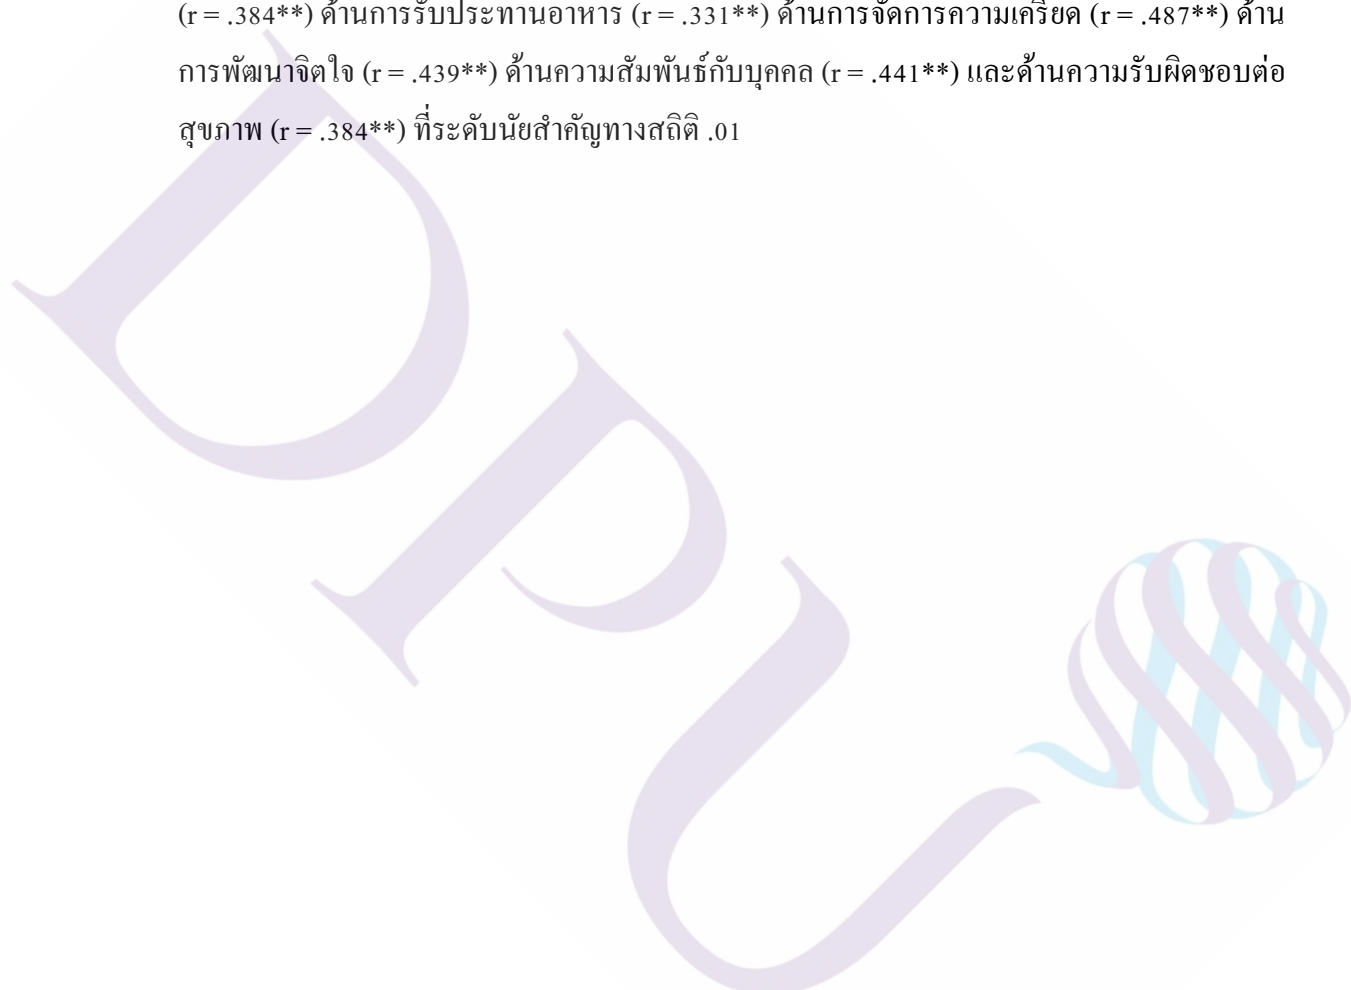 (r = .384**) ด้านการรับประทานอาหาร (r = .331**) ด้านการจัดการความเครียด (r = .487**) ด้าน
การพัฒนาจิตใจ (r = .439**) ด้านความสัมพันธ์กับบุคคล (r = .441**) และด้านความรับผิดชอบต่อ
สุขภาพ (r = .384**) ที่ระดับนัยสำคัญทางสถิติ .01
DPU